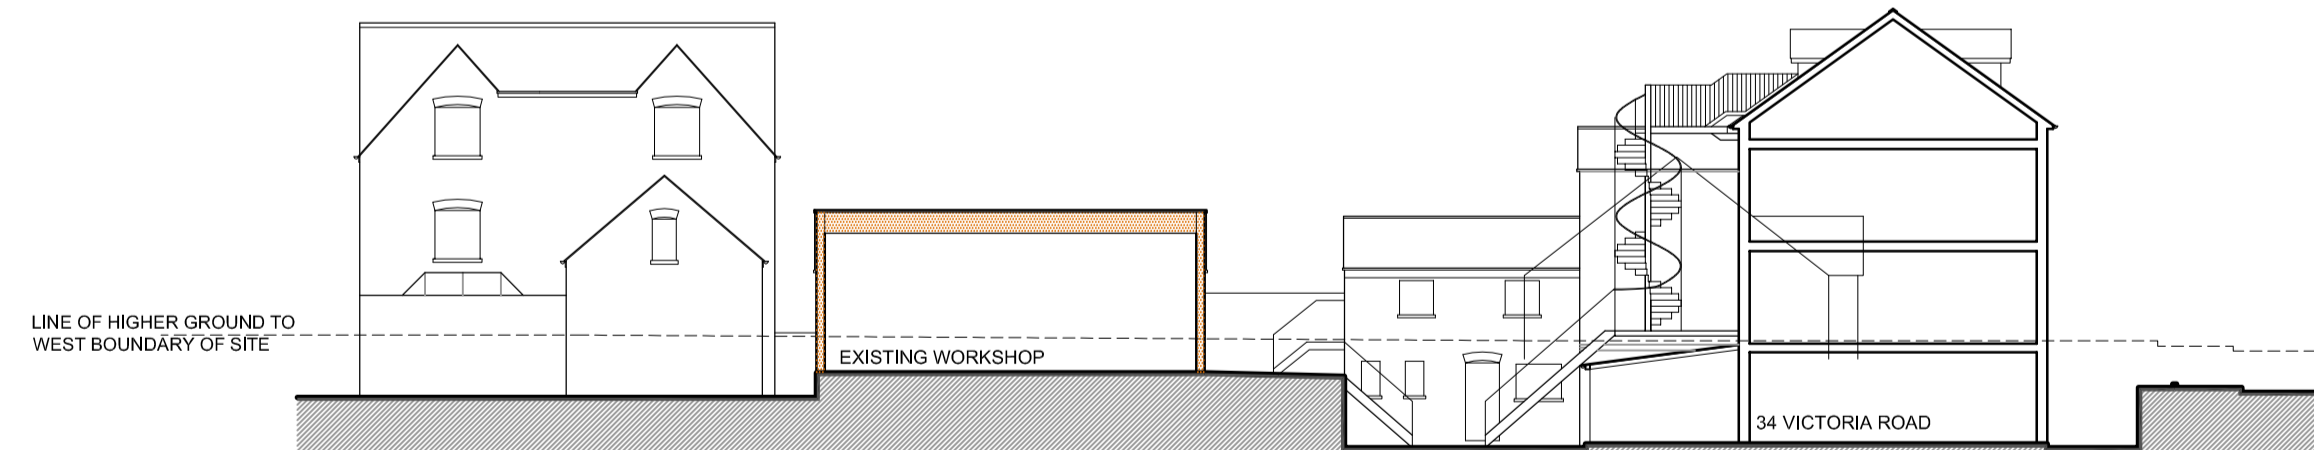 LINE OF HIGHER GROUND TO
WEST BOUNDARY OF SITE
EXISTING WORKSHOP
34 VICTORIA ROAD